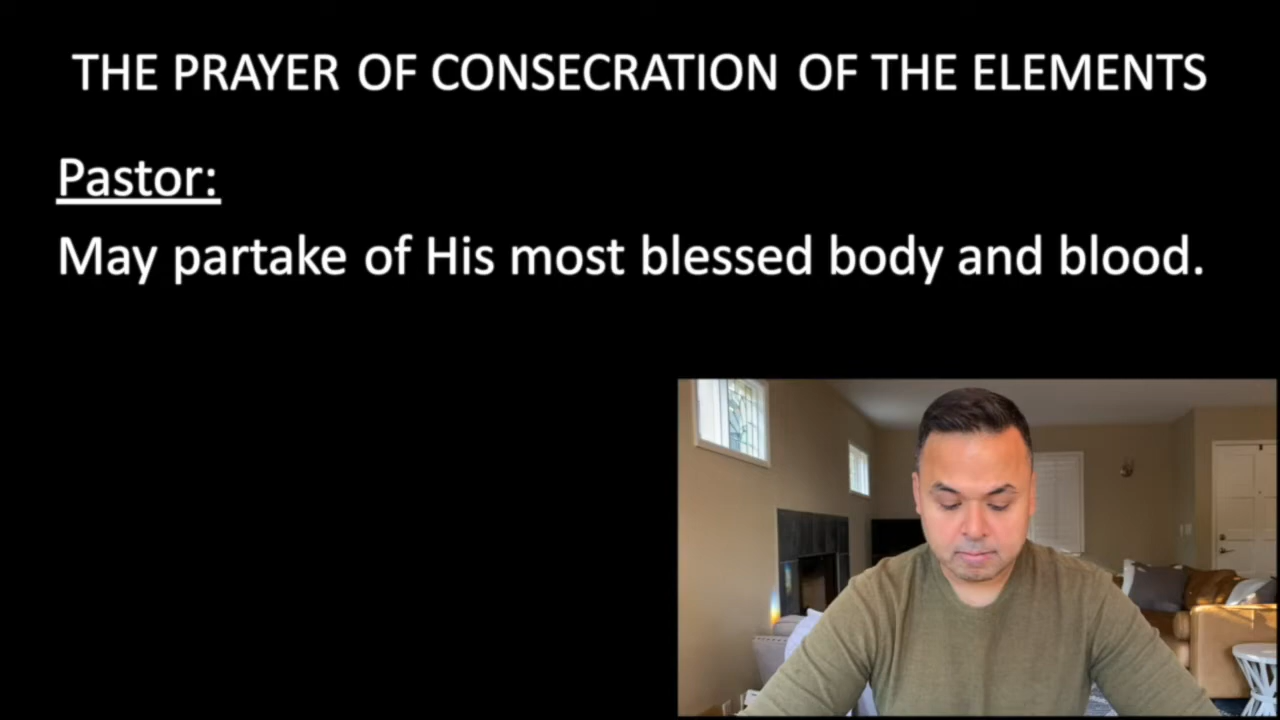 THE PRAYER OF CONSECRATION OF THE ELEMENTS
Pastor:
May partake of His most blessed body and blood.